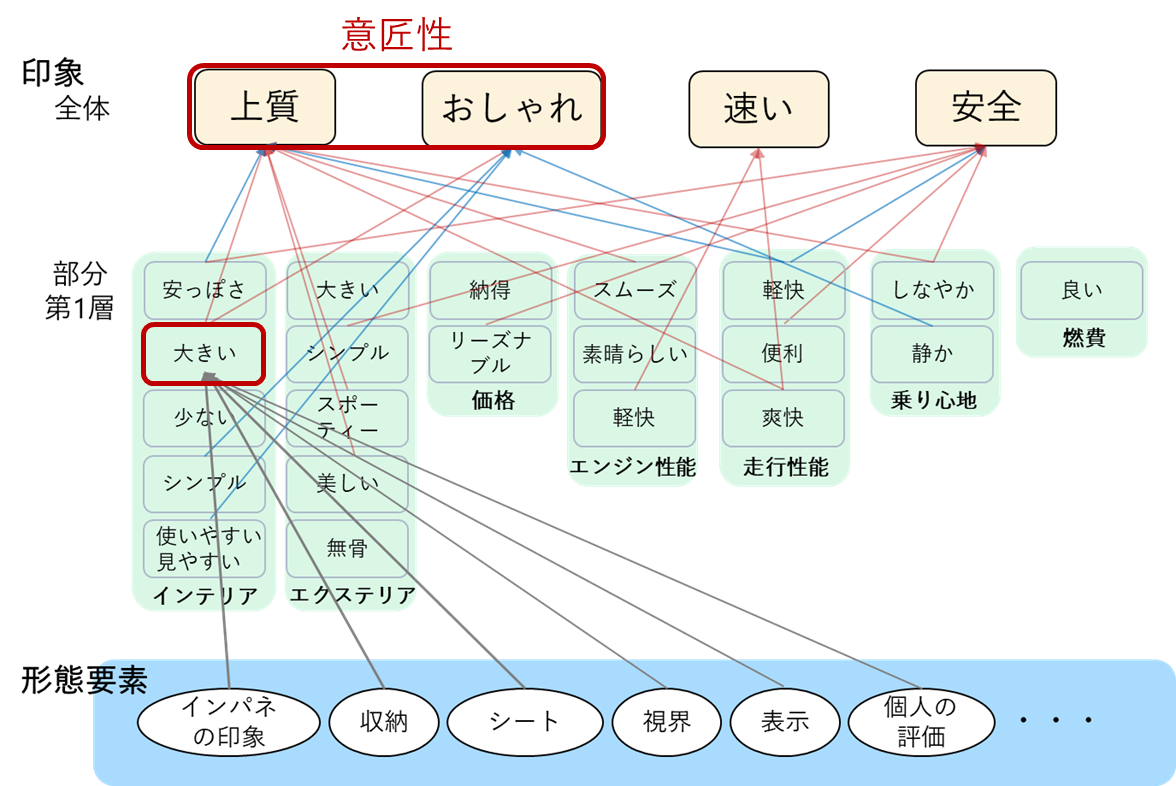 意匠性
印象
全体
上質
おしゃれ
速い
安全
部分
第1層
安っぽさ
大きい
少ない
シンプル
使いやすい
見やすい
インテリア
大きい
シンプル
スポー
ティー
美しい
無骨
エクステリア
納得
リーズナ
ブル
価格
スムーズ
素晴らしい
軽快
エンジン性能
軽快
便利
爽快
走行性能
しなやか
静か
乗り心地
良い
燃費
形態要素
インパネ
の印象
収納
シート
視界
表示
個人の
評価
・・・